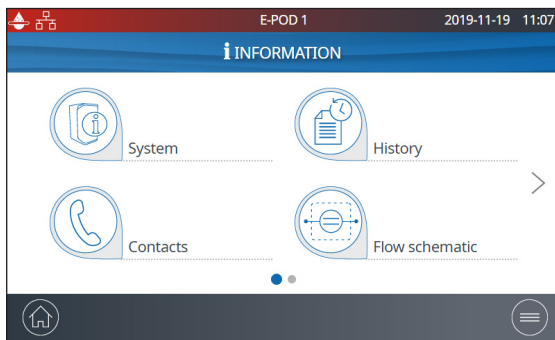 E-POD 1 2019-11-19 11:07
i INFORMATION
System
History
Contacts
Flow schematic